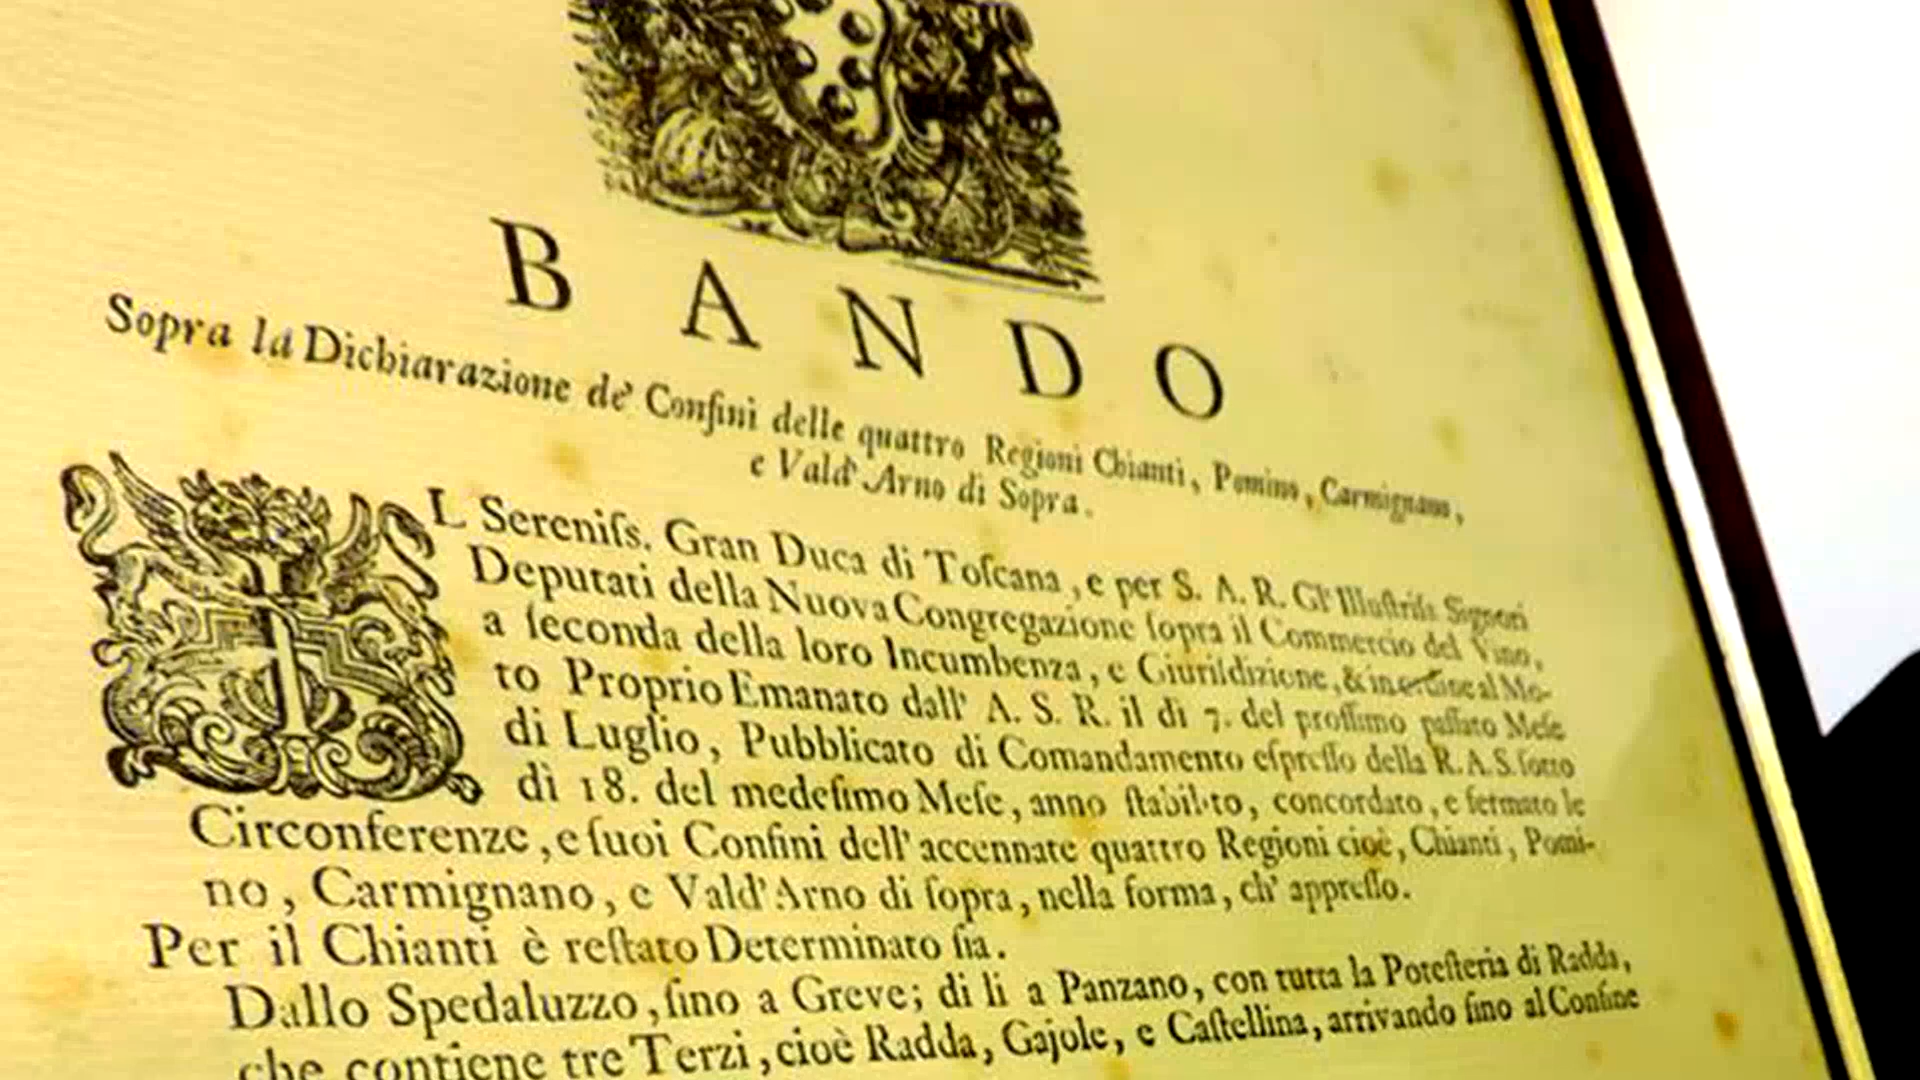 BANDO
Sopra la Dichiarazione de' Confini delle quattro Regioni Chianti, Pomino, Carmignano,
e Vald'Arno di Sopra.
IL Sereniſs. Gran Duca di Toſcana, e per S. A. R. Gl'Illuſtriſs Signori
Deputati della Nuova Congregazione ſopra il Commercio del Vino,
a ſeconda della loro Incumbenza, e Giuriſdizione, & in ordine al Mo-
to Proprio Emanato dall' A. S. R. il dì 7. del proſſimo paſſato Meſe
di Luglio, Pubblicato di Comandamento eſpreſſo della R. A. S. ſotto
dì 18. del medeſimo Meſe, anno ſtabilito, concordato, e fermato le
Circonferenze, e ſuoi Confini dell' accennate quattro Regioni cioè, Chianti, Pomi-
no, Carmignano, e Vald'Arno di ſopra, nella forma, ch' appreſſo.
Per il Chianti è reſtato Determinato ſia.
Dallo Spedaluzzo, ſino a Greve; di lì a Panzano, con tutta la Poteſteria di Radda,
che contiene tre Terzi, cioè Radda, Gajole, e Caſtellina, arrivando ſino al Confine